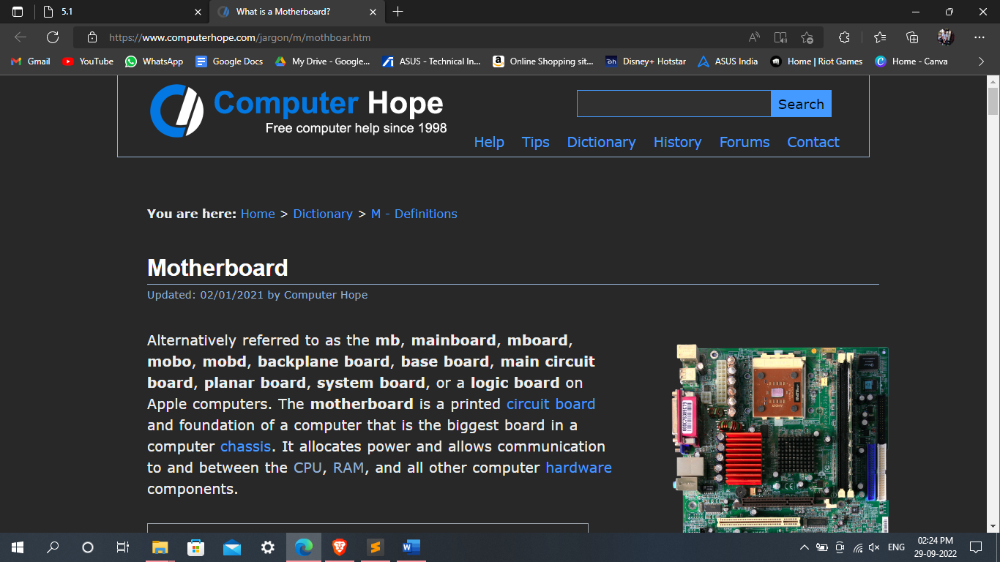 5.1
What is a Motherboard?
https://www.computerhope.com/jargon/m/mothboar.htm
Gmail
YouTube
WhatsApp
Google Docs
My Drive - Google...
ASUS - Technical In...
Online Shopping sit...
Disney+ Hotstar
ASUS India
Home | Riot Games
Home - Canva
Computer Hope
Free computer help since 1998
Search
Help Tips Dictionary History Forums Contact
You are here: Home > Dictionary > M - Definitions
Motherboard
Updated: 02/01/2021 by Computer Hope
Alternatively referred to as the mb, mainboard, mboard,
mobo, mobd, backplane board, base board, main circuit
board, planar board, system board, or a logic board on
Apple computers. The motherboard is a printed circuit board
and foundation of a computer that is the biggest board in a
computer chassis. It allocates power and allows communication
to and between the CPU, RAM, and all other computer hardware
components.
ENG
02:24 PM
29-09-2022